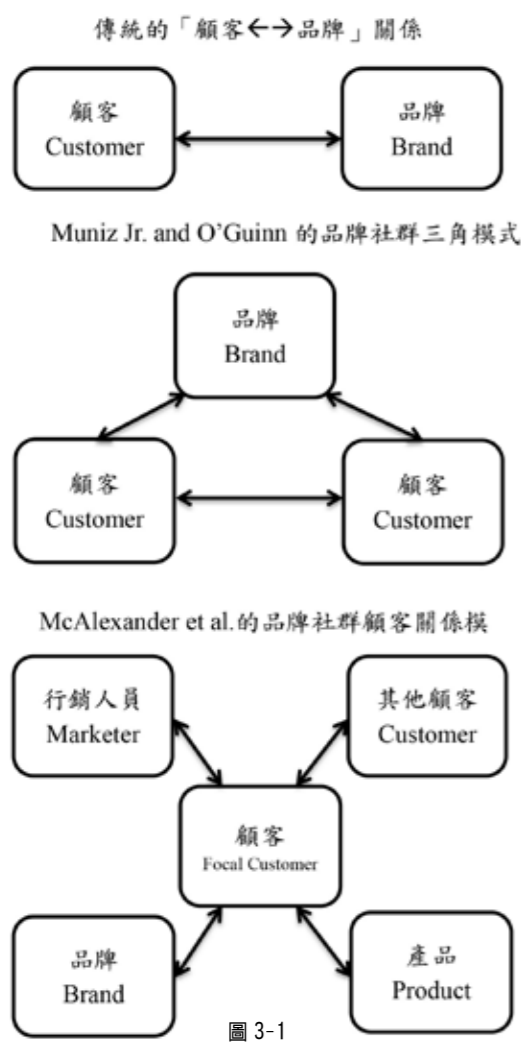 傳統的「顧客←→品牌」關係
顧客
Customer
品牌
Brand
Muniz Jr. and O'Guinn 的品牌社群三角模式
品牌
Brand
顧客
Customer
顧客
Customer
McAlexander et al.的品牌社群顧客關係模
行銷人員
Marketer
其他顧客
Customer
顧客
Focal Customer
品牌
Brand
產品
Product
圖 3-1